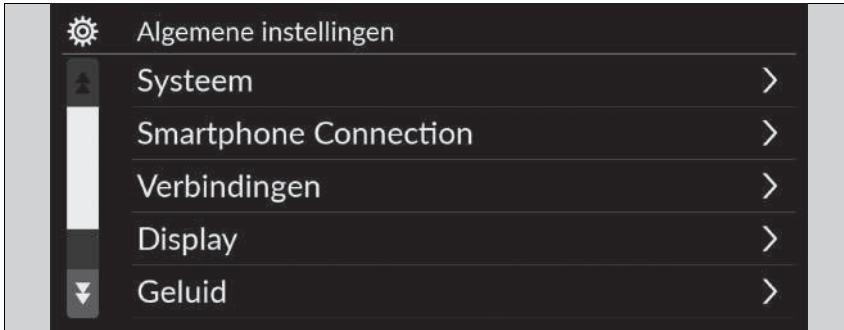 Algemene instellingen
Systeem
Smartphone Connection
Verbindingen
Display
Geluid